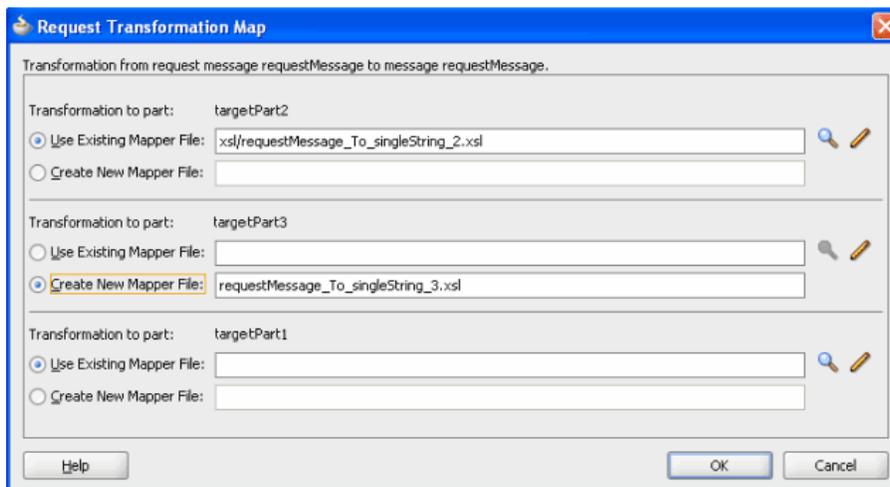 Request Transformation Map
Transformation from request message requestMessage to message requestMessage.
Transformation to part: targetPart2
Use Existing Mapper File: xsl/requestMessage_To_singleString_2.xsl
Create New Mapper File:
Transformation to part: targetPart3
Use Existing Mapper File:
Create New Mapper File: requestMessage_To_singleString_3.xsl
Transformation to part: targetPart1
Use Existing Mapper File:
Create New Mapper File:
Help OK Cancel